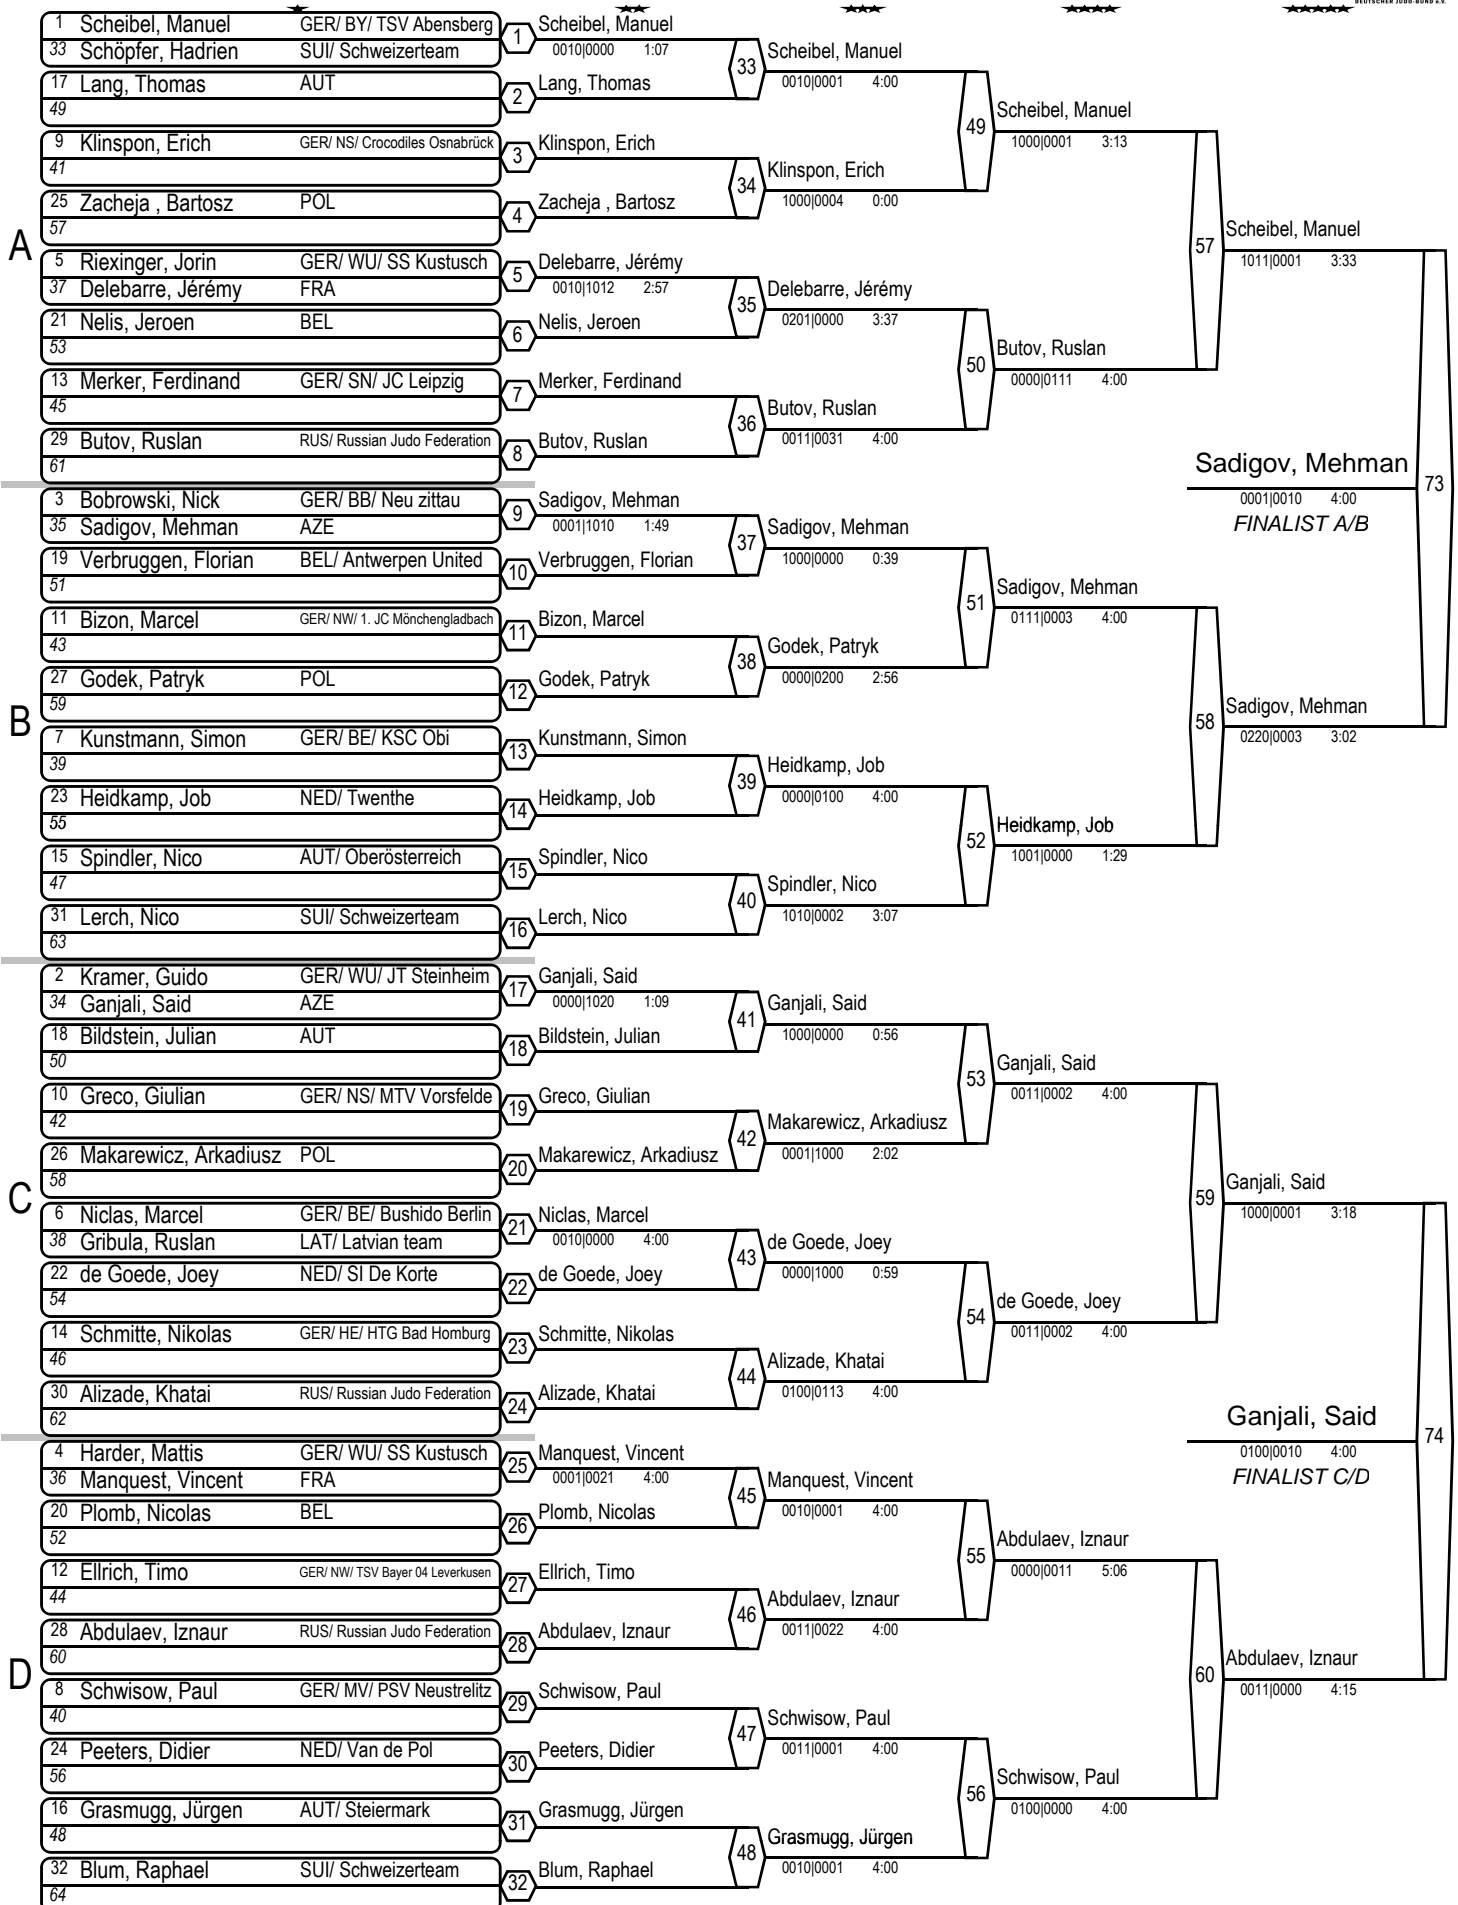 DEUTSCHER JUDO-BUND e.V.
1 Scheibel, Manuel GER/ BY/ TSV Abensberg
33 Schöpfer, Hadrien SUI/ Schweizerteam
1
Scheibel, Manuel
0010|0000 1:07
17 Lang, Thomas AUT
49
2
Lang, Thomas
33
Scheibel, Manuel
0010|0001 4:00
9 Klinspon, Erich GER/ NS/ Crocodiles Osnabrück
41
3
Klinspon, Erich
25 Zacheja , Bartosz POL
57
4
Zacheja , Bartosz
34
Klinspon, Erich
1000|0004 0:00
49
Scheibel, Manuel
1000|0001 3:13
A
5 Riexinger, Jorin GER/ WU/ SS Kustusch
37 Delebarre, Jérémy FRA
5
Delebarre, Jérémy
0010|1012 2:57
21 Nelis, Jeroen BEL
53
6
Nelis, Jeroen
35
Delebarre, Jérémy
0201|0000 3:37
13 Merker, Ferdinand GER/ SN/ JC Leipzig
45
7
Merker, Ferdinand
29 Butov, Ruslan RUS/ Russian Judo Federation
61
8
Butov, Ruslan
36
Butov, Ruslan
0011|0031 4:00
50
Butov, Ruslan
0000|0111 4:00
57
Scheibel, Manuel
1011|0001 3:33
Sadigov, Mehman
0001|0010 4:00
FINALIST A/B
73
3 Bobrowski, Nick GER/ BB/ Neu zittau
35 Sadigov, Mehman AZE
9
Sadigov, Mehman
0001|1010 1:49
19 Verbruggen, Florian BEL/ Antwerpen United
51
10
Verbruggen, Florian
37
Sadigov, Mehman
1000|0000 0:39
11 Bizon, Marcel GER/ NW/ 1. JC Mönchengladbach
43
11
Bizon, Marcel
27 Godek, Patryk POL
59
12
Godek, Patryk
38
Godek, Patryk
0000|0200 2:56
51
Sadigov, Mehman
0111|0003 4:00
B
7 Kunstmann, Simon GER/ BE/ KSC Obi
39
13
Kunstmann, Simon
23 Heidkamp, Job NED/ Twenthe
55
14
Heidkamp, Job
39
Heidkamp, Job
0000|0100 4:00
15 Spindler, Nico AUT/ Oberösterreich
47
15
Spindler, Nico
31 Lerch, Nico SUI/ Schweizerteam
63
16
Lerch, Nico
40
Spindler, Nico
1010|0002 3:07
52
Heidkamp, Job
1001|0000 1:29
58
Sadigov, Mehman
0220|0003 3:02
2 Kramer, Guido GER/ WÜ/ JT Steinheim
34 Ganjali, Said AZE
17
Ganjali, Said
0000|1020 1:09
18 Bildstein, Julian AUT
50
18
Bildstein, Julian
41
Ganjali, Said
1000|0000 0:56
10 Greco, Giulian GER/ NS/ MTV Vorsfelde
42
19
Greco, Giulian
26 Makarewicz, Arkadiusz POL
58
20
Makarewicz, Arkadiusz
42
Makarewicz, Arkadiusz
0001|1000 2:02
53
Ganjali, Said
0011|0002 4:00
C
6 Niclas, Marcel GER/ BE/ Bushido Berlin
38 Gribula, Ruslan LAT/ Latvian team
21
Niclas, Marcel
0010|0000 4:00
22 de Goede, Joey NED/ SI De Korte
54
22
de Goede, Joey
43
de Goede, Joey
0000|1000 0:59
14 Schmitte, Nikolas GER/ HE/ HTG Bad Homburg
46
23
Schmitte, Nikolas
30 Alizade, Khatai RUS/ Russian Judo Federation
62
24
Alizade, Khatai
44
Alizade, Khatai
0100|0113 4:00
54
de Goede, Joey
0011|0002 4:00
59
Ganjali, Said
1000|0001 3:18
Ganjali, Said
0100|0010 4:00
FINALIST C/D
74
4 Harder, Mattis GER/ WU/ SS Kustusch
36 Manquest, Vincent FRA
25
Manquest, Vincent
0001|0021 4:00
20 Plomb, Nicolas BEL
52
26
Plomb, Nicolas
45
Manquest, Vincent
0010|0001 4:00
12 Ellrich, Timo GER/ NW/ TSV Bayer 04 Leverkusen
44
27
Ellrich, Timo
28 Abdulaev, Iznaur RUS/ Russian Judo Federation
60
28
Abdulaev, Iznaur
46
Abdulaev, Iznaur
0011|0022 4:00
55
Abdulaev, Iznaur
0000|0011 5:06
D
8 Schwisow, Paul GER/ MV/ PSV Neustrelitz
40
29
Schwisow, Paul
24 Peeters, Didier NED/ Van de Pol
56
30
Peeters, Didier
47
Schwisow, Paul
0011|0001 4:00
16 Grasmugg, Jürgen AUT/ Steiermark
48
31
Grasmugg, Jürgen
32 Blum, Raphael SUI/ Schweizerteam
64
32
Blum, Raphael
48
Grasmugg, Jürgen
0010|0001 4:00
56
Schwisow, Paul
0100|0000 4:00
60
Abdulaev, Iznaur
0011|0000 4:15